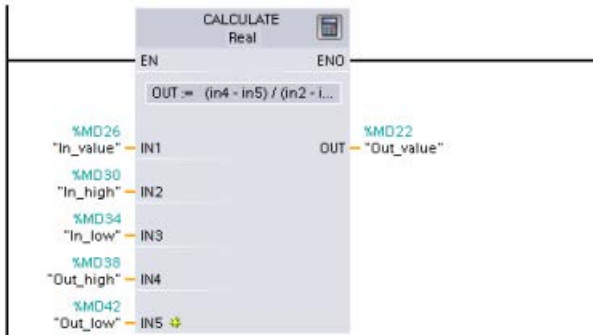 CALCULATE
Real
EN ENO
OUT := (in4 - in5) / (in2 - i...
%MD26
"In_value" IN1
%MD22
OUT "Out_value"
%MD30
"In_high" IN2
%MD34
"In_low" IN3
%MD38
"Out_high" IN4
%MD42
"Out_low" IN5